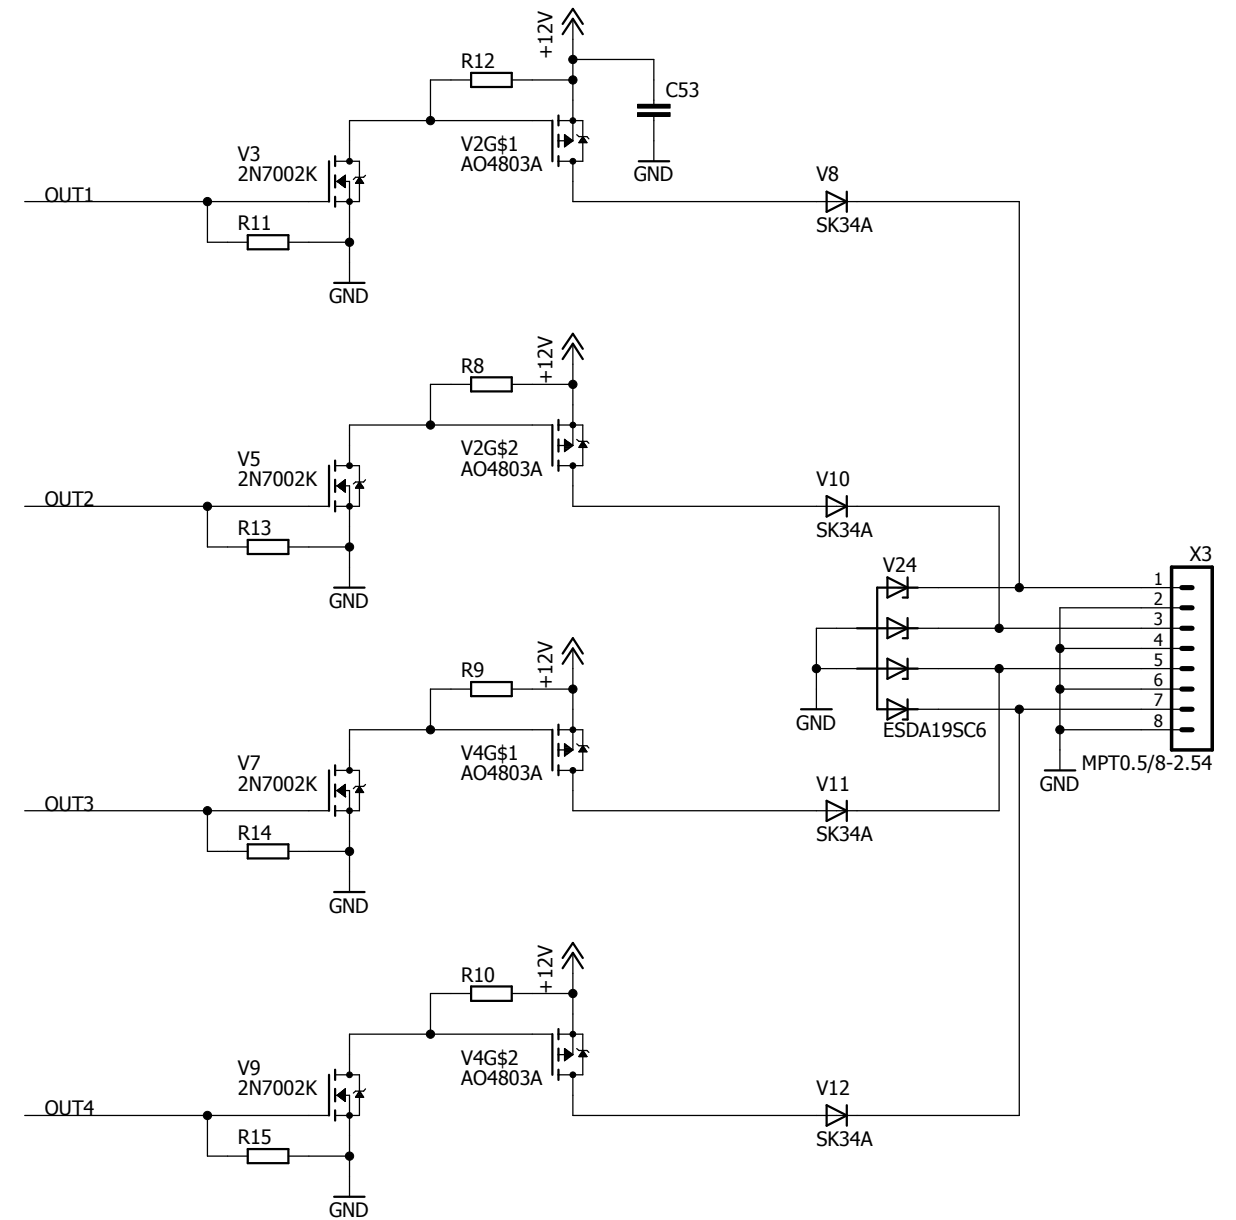 +12V
R12
C53
V3
2N7002K
V2G$1
AO4803A
GND
V8
OUT1
R11
SK34A
GND
+12V
R8
V5
2N7002K
V2G$2
AO4803A
V10
OUT2
R13
SK34A
GND
V24
X3
1
2
3
4
5
6
7
8
GND
ESDA19SC6
GND
MPT0.5/8-2.54
+12V
R9
V7
2N7002K
V4G$1
AO4803A
V11
OUT3
R14
SK34A
GND
+12V
R10
V9
2N7002K
V4G$2
AO4803A
V12
OUT4
R15
SK34A
GND